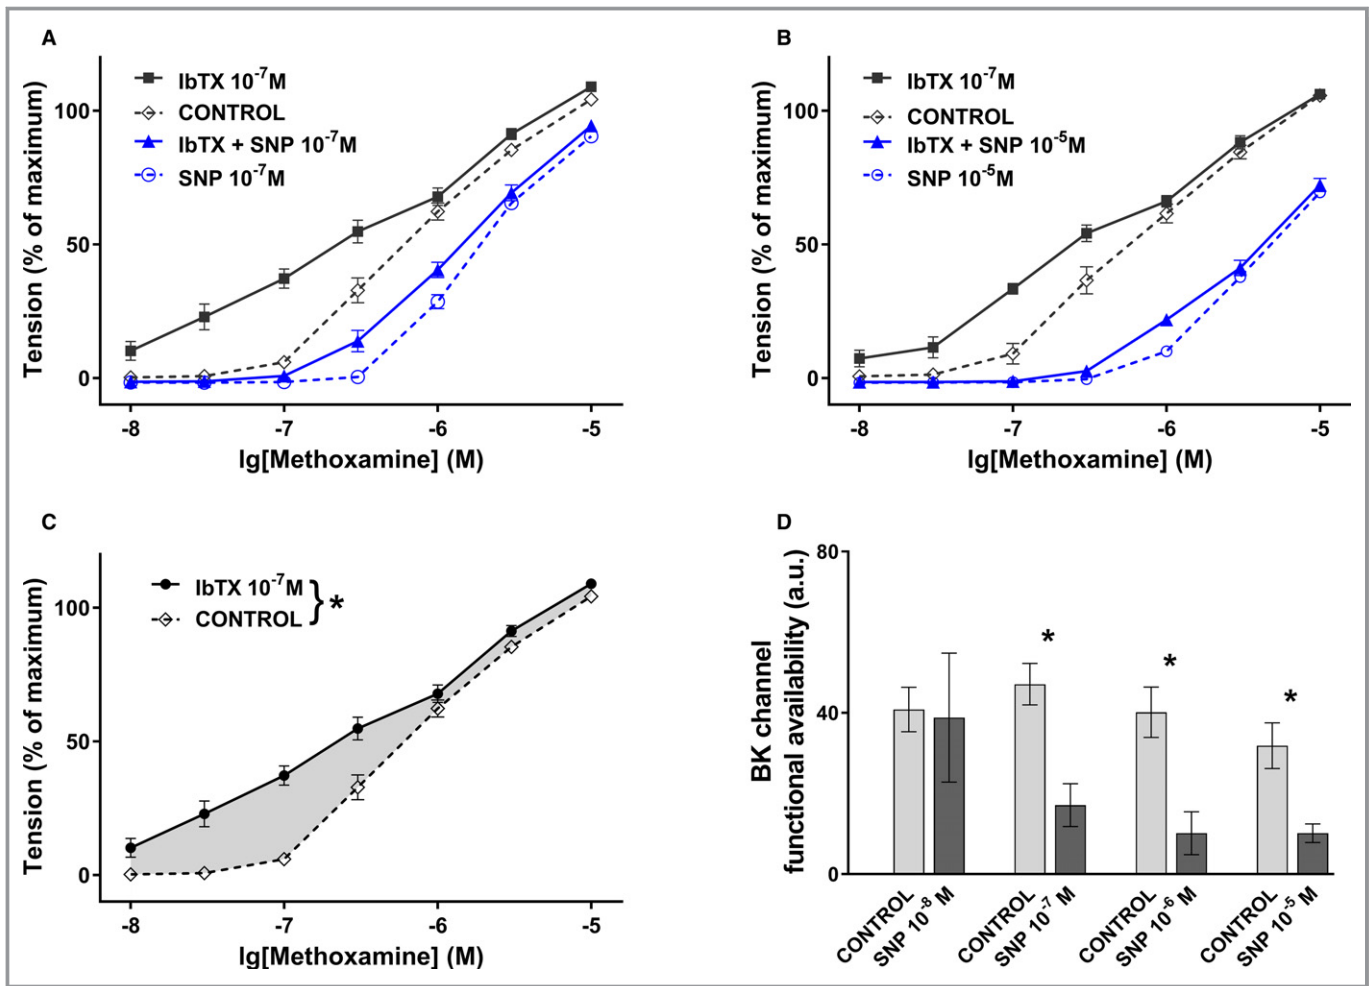 A
IbTX 10⁻⁷M
CONTROL
IbTX + SNP 10⁻⁷M
SNP 10⁻⁷M
Tension (% of maximum)
100
50
0
-8 -7 -6 -5
lg[Methoxamine] (M)
B
IbTX 10⁻⁷M
CONTROL
IbTX + SNP 10⁻⁵M
SNP 10⁻⁵M
Tension (% of maximum)
100
50
0
-8 -7 -6 -5
lg[Methoxamine] (M)
C
IbTX 10⁻⁷M
CONTROL
} *
Tension (% of maximum)
100
50
0
-8 -7 -6 -5
lg[Methoxamine] (M)
D
BK channel
functional availability (a.u.)
80
40
0
* * *
CONTROL
SNP 10⁻⁸ M
CONTROL
SNP 10⁻⁷ M
CONTROL
SNP 10⁻⁶ M
CONTROL
SNP 10⁻⁵ M